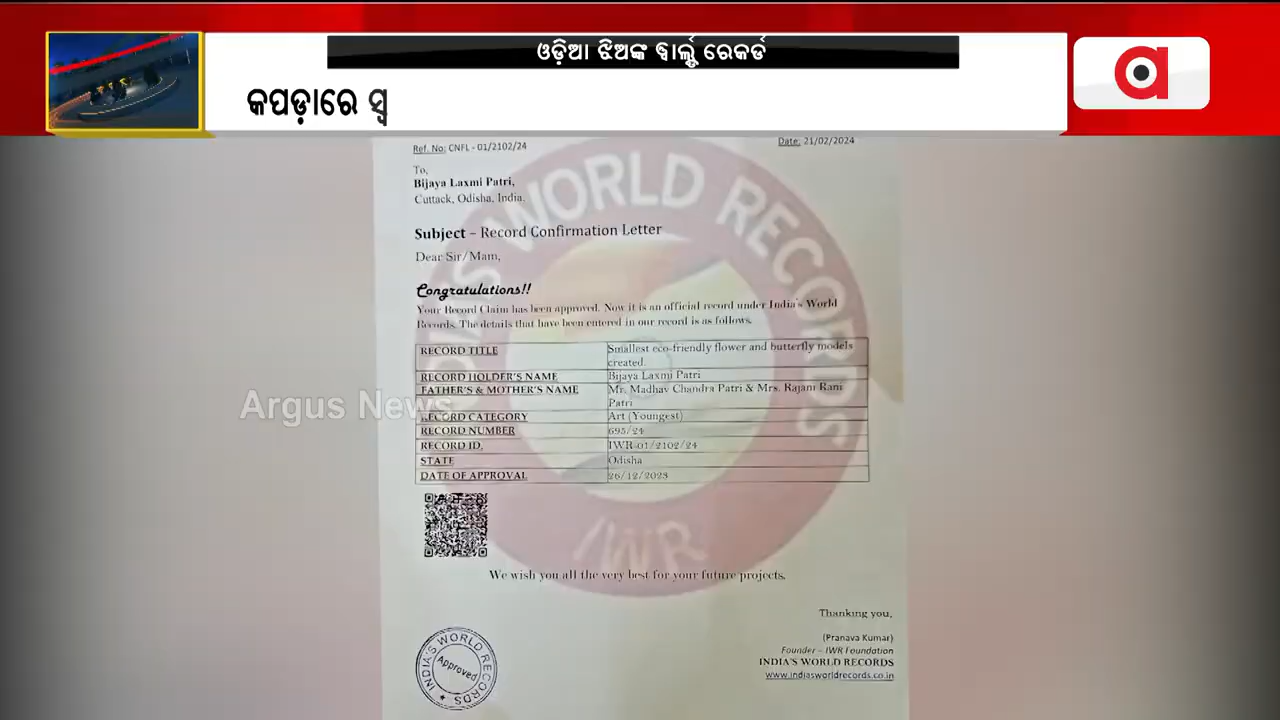 ଓଡ଼ିଆ ଝିଅଙ୍କ ୱାର୍ଲ୍ଡ ରେକର୍ଡ
କପଡ଼ାରେ ସ୍ଵ
a
Ref. No: CNFL - 01/2102/24
Date: 21/02/2024
To,
Bijaya Laxmi Patri,
Cuttack, Odisha, India.
Subject – Record Confirmation Letter
Dear Sir/Mam,
Congratulations!!
Your Record Claim has been approved. Now it is an official record under India's World
Records. The details that have been entered in our record is as follows.
RECORD TITLE Smallest eco-friendly flower and butterfly models
created.
RECORD HOLDER'S NAME Bijaya Laxmi Patri
FATHER'S & MOTHER'S NAME Mr. Madhav Chandra Patri & Mrs. Rajani Rani
Patri
RECORD CATEGORY Art (Youngest)
RECORD NUMBER 695/24
RECORD ID. IWR-01/2102/24
STATE Odisha
DATE OF APPROVAL 26/12/2023
Argus News
INDIA'S WORLD RECORDS
IWR
We wish you all the very best for your future projects.
Thanking you,
(Pranava Kumar)
Founder – IWR Foundation
INDIA'S WORLD RECORDS
www.indiasworldrecords.co.in
INDIA'S WORLD RECORDS
Approved